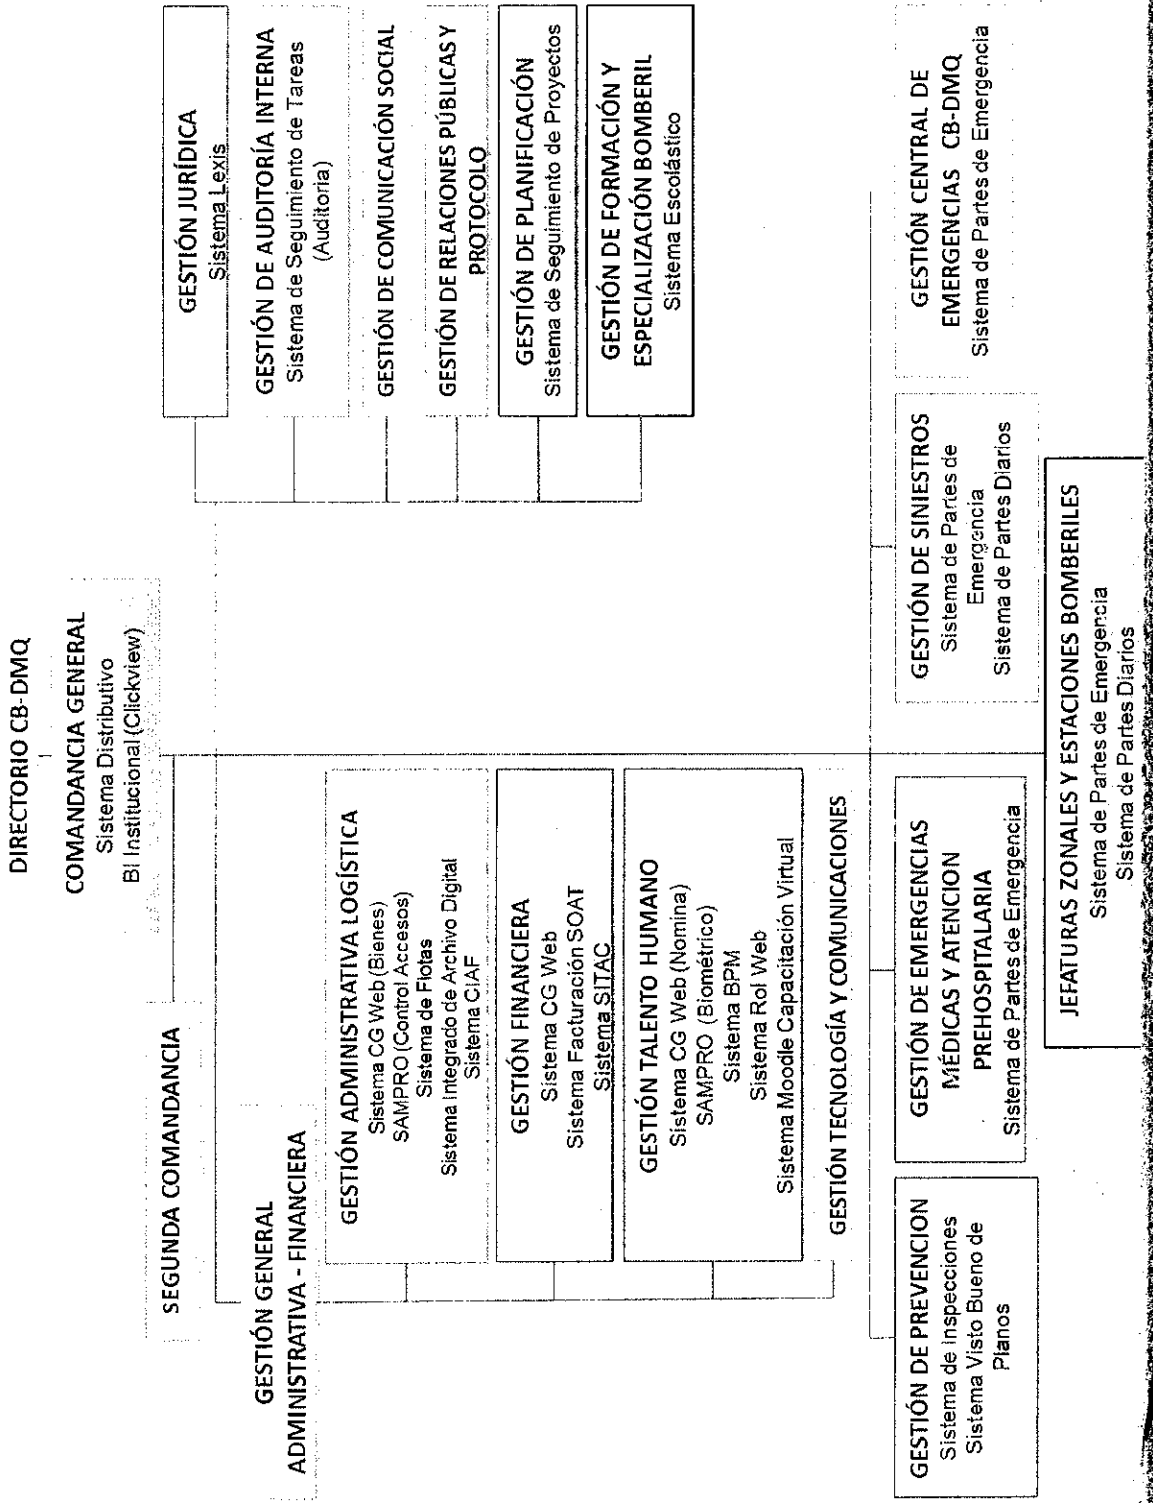 DIRECTORIO CB-DMQ
COMANDANCIA GENERAL
Sistema Distributivo
BI Institucional (Clickview)
SEGUNDA COMANDANCIA
GESTIÓN GENERAL
ADMINISTRATIVA - FINANCIERA
GESTIÓN ADMINISTRATIVA LOGÍSTICA
Sistema CG Web (Bienes)
SAMPRO (Control Accesos)
Sistema de Flotas
Sistema Integrado de Archivo Digital
Sistema CIAF
GESTIÓN FINANCIERA
Sistema CG Web
Sistema Facturación SOAT
Sistema SITAC
GESTIÓN TALENTO HUMANO
Sistema CG Web (Nomina)
SAMPRO (Biométrico)
Sistema BPM
Sistema Rol Web
Sistema Moodle Capacitación Virtual
GESTIÓN TECNOLOGÍA Y COMUNICACIONES
GESTIÓN JURÍDICA
Sistema Lexis
GESTIÓN DE AUDITORÍA INTERNA
Sistema de Seguimiento de Tareas
(Auditoria)
GESTIÓN DE COMUNICACIÓN SOCIAL
GESTIÓN DE RELACIONES PÚBLICAS Y
PROTOCOLO
GESTIÓN DE PLANIFICACIÓN
Sistema de Seguimiento de Proyectos
GESTIÓN DE FORMACIÓN Y
ESPECIALIZACIÓN BOMBERIL
Sistema Escolástico
GESTIÓN DE PREVENCION
Sistema de Inspecciones
Sistema Visto Bueno de
Planos
GESTIÓN DE EMERGENCIAS
MÉDICAS Y ATENCION
PREHOSPITALARIA
Sistema de Partes de Emergencia
GESTIÓN DE SINIESTROS
Sistema de Partes de
Emergencia
Sistema de Partes Diarios
GESTIÓN CENTRAL DE
EMERGENCIAS CB-DMQ
Sistema de Partes de Emergencia
JEFATURAS ZONALES Y ESTACIONES BOMBERILES
Sistema de Partes de Emergencia
Sistema de Partes Diarios